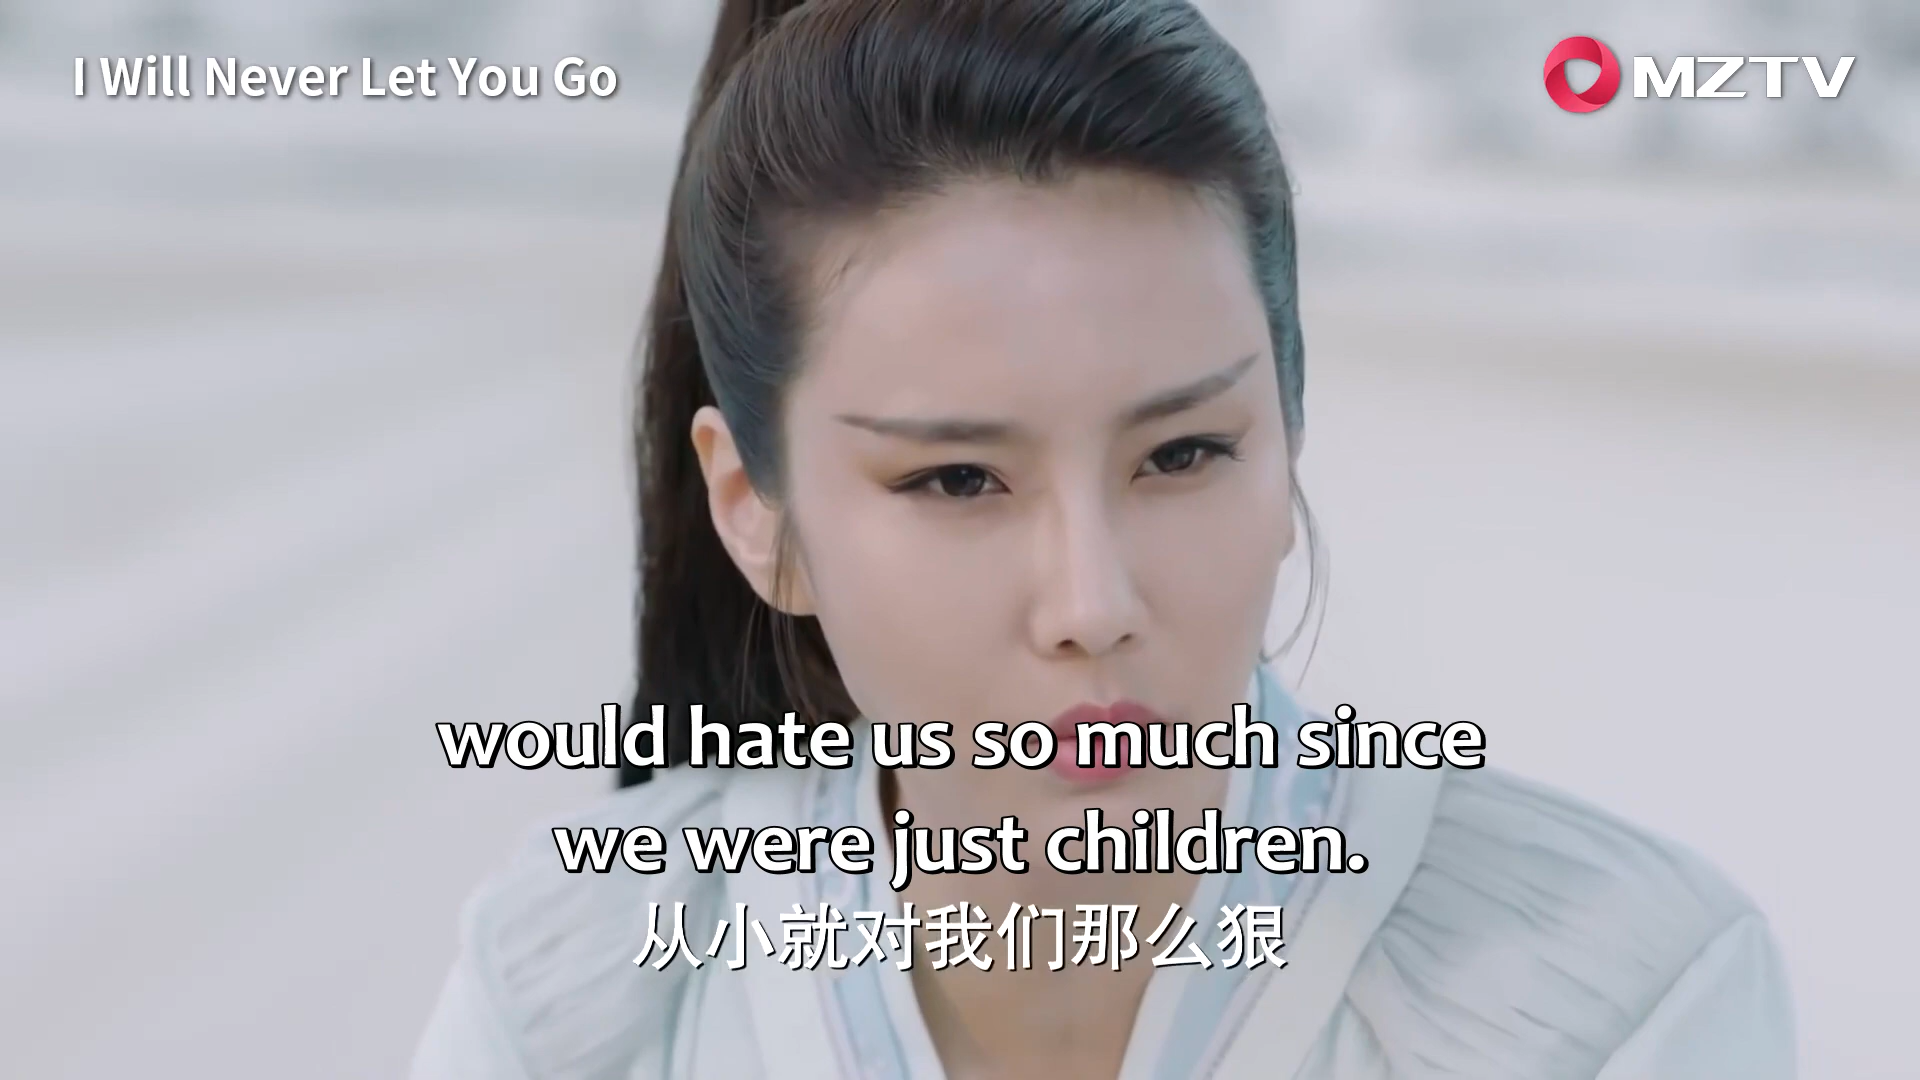 I Will Never Let You Go
MZTV
would hate us so much since
we were just children.
从小就对我们那么狠